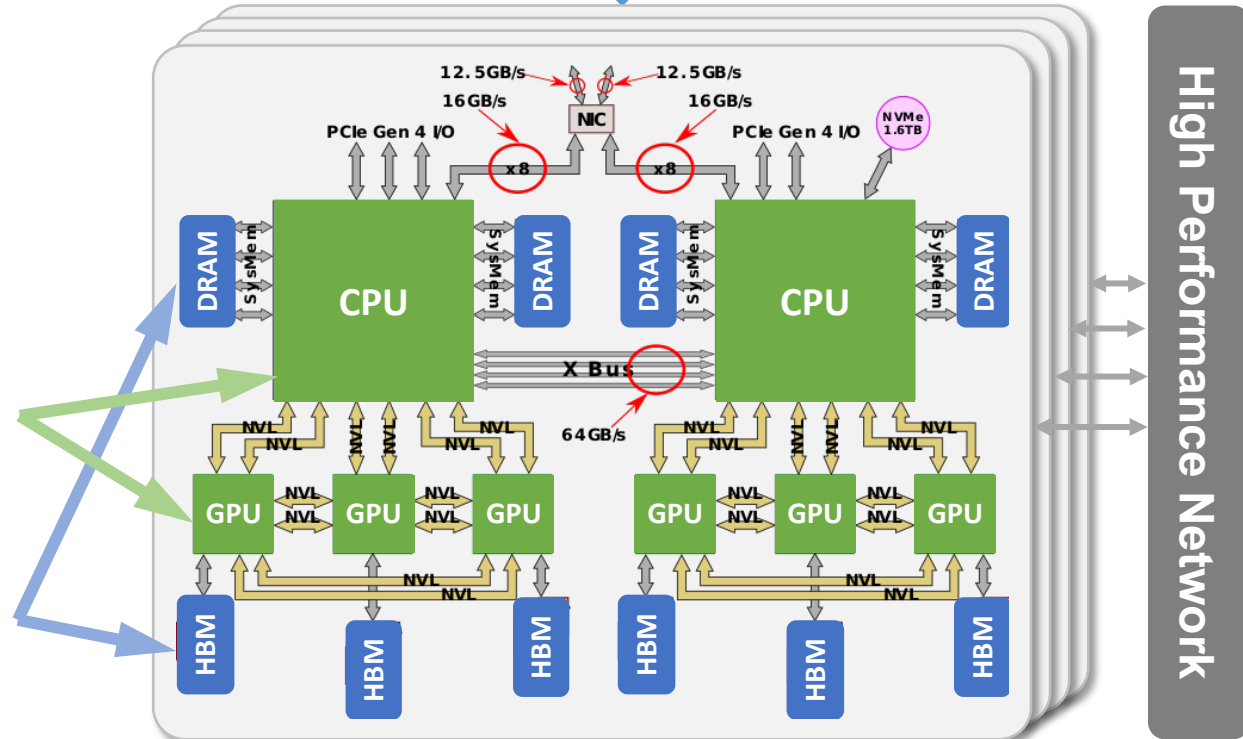 12.5GB/s
12.5GB/s
16GB/s
16GB/s
NIC
NVMe
1.6TB
PCIe Gen 4 I/O
PCIe Gen 4 I/O
x8
x8
DRAM
SysMem
CPU
SysMem
DRAM
DRAM
SysMem
CPU
SysMem
DRAM
X Bus
64GB/s
NVL
NVL
NVL
NVL
NVL
NVL
NVL
NVL
NVL
NVL
NVL
NVL
GPU
NVL
NVL
GPU
NVL
NVL
GPU
GPU
NVL
NVL
GPU
NVL
NVL
GPU
NVL
NVL
NVL
NVL
HBM
HBM
HBM
HBM
HBM
HBM
High Performance Network